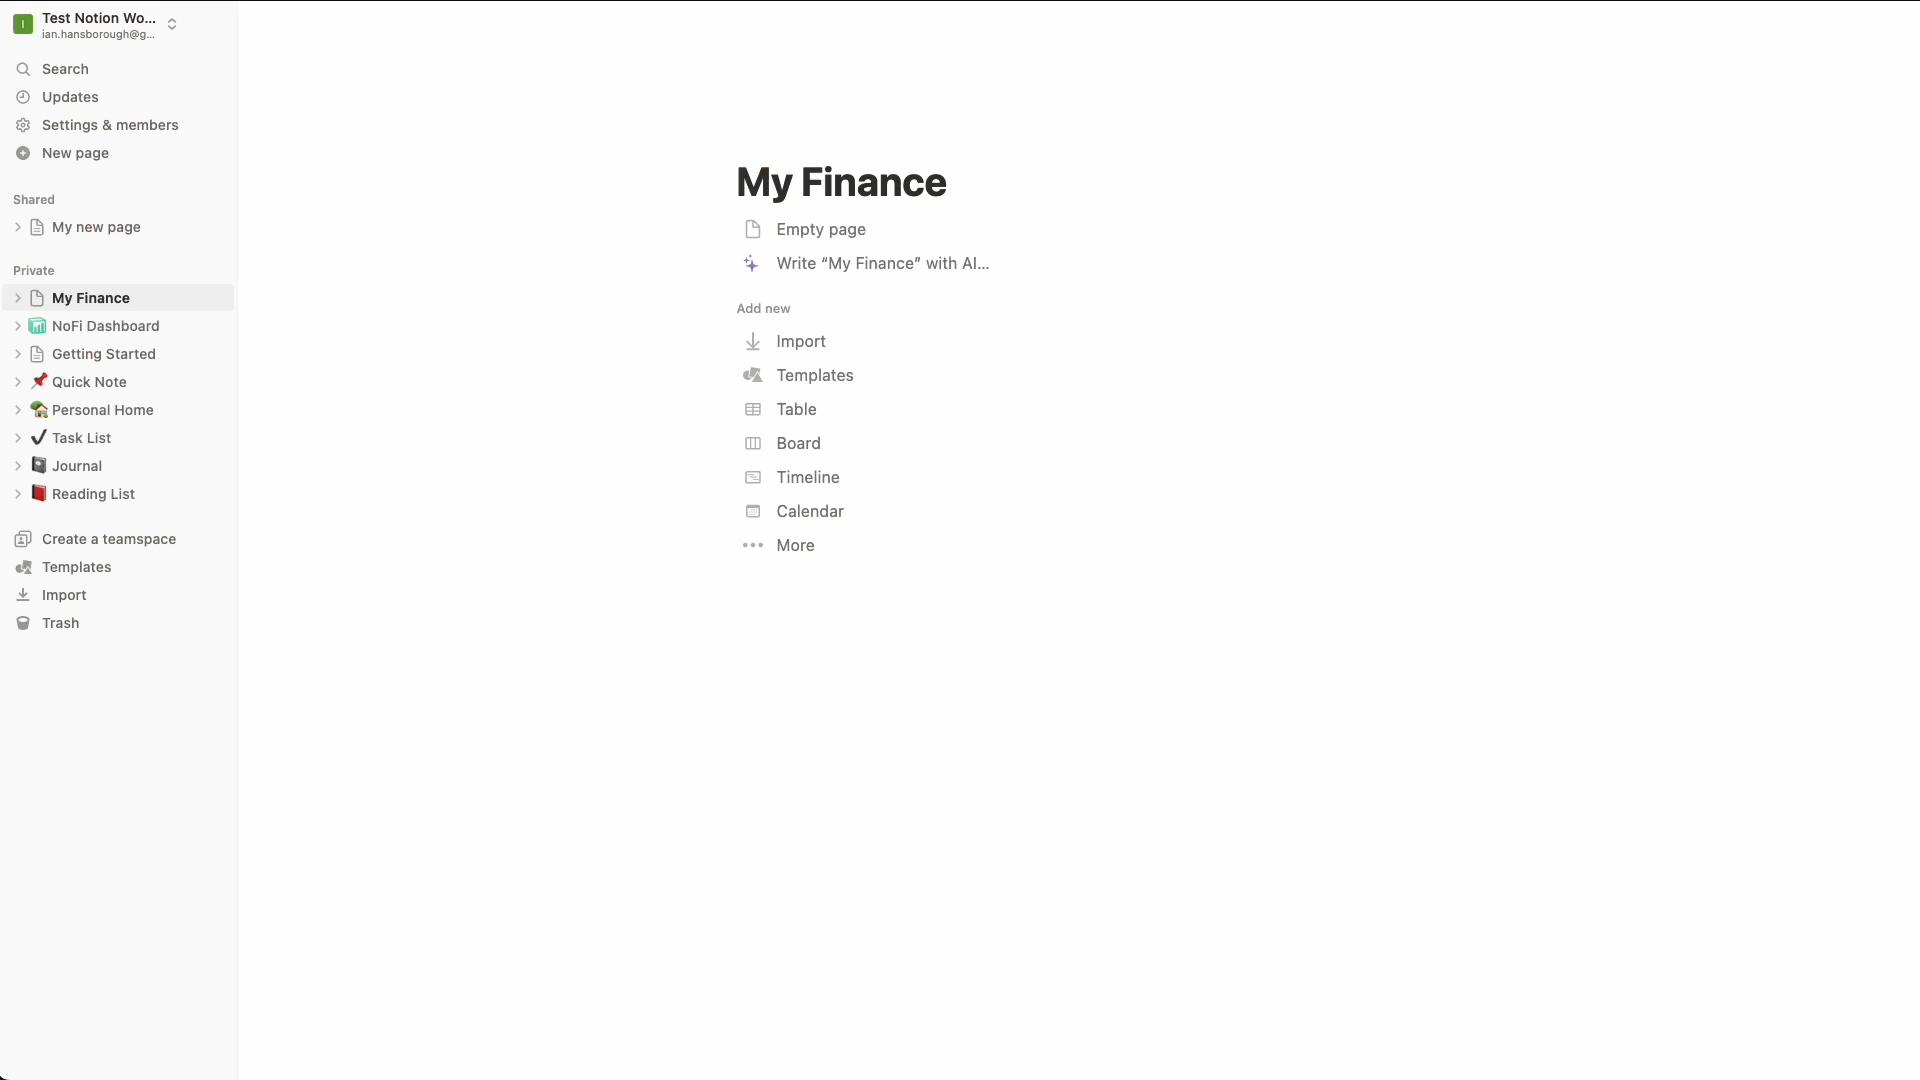 I
Test Notion Wo...
ian.hansborough@g...
Search
Updates
Settings & members
New page
Shared
My new page
Private
My Finance
NoFi Dashboard
Getting Started
Quick Note
Personal Home
Task List
Journal
Reading List
Create a teamspace
Templates
Import
Trash
My Finance
Empty page
Write “My Finance” with AI...
Add new
Import
Templates
Table
Board
Timeline
Calendar
More